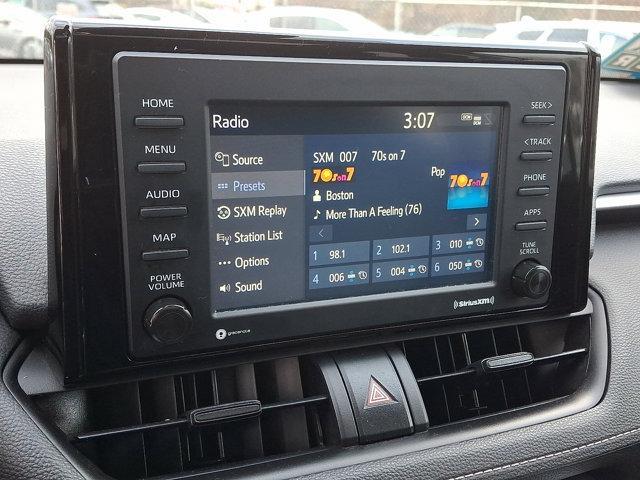 HOME
MENU
AUDIO
MAP
POWER
VOLUME
Radio
3:07
DCM
DCM
Source
Presets
SXM Replay
Station List
Options
Sound
SXM 007 70s on 7
70s on 7
Boston
More Than A Feeling (76)
Pop
70s on 7
1 98.1
2 102.1
3 010
4 006
5 004
6 050
SEEK >
< TRACK
PHONE
APPS
TUNE
SCROLL
gracenote
((SiriusXM))